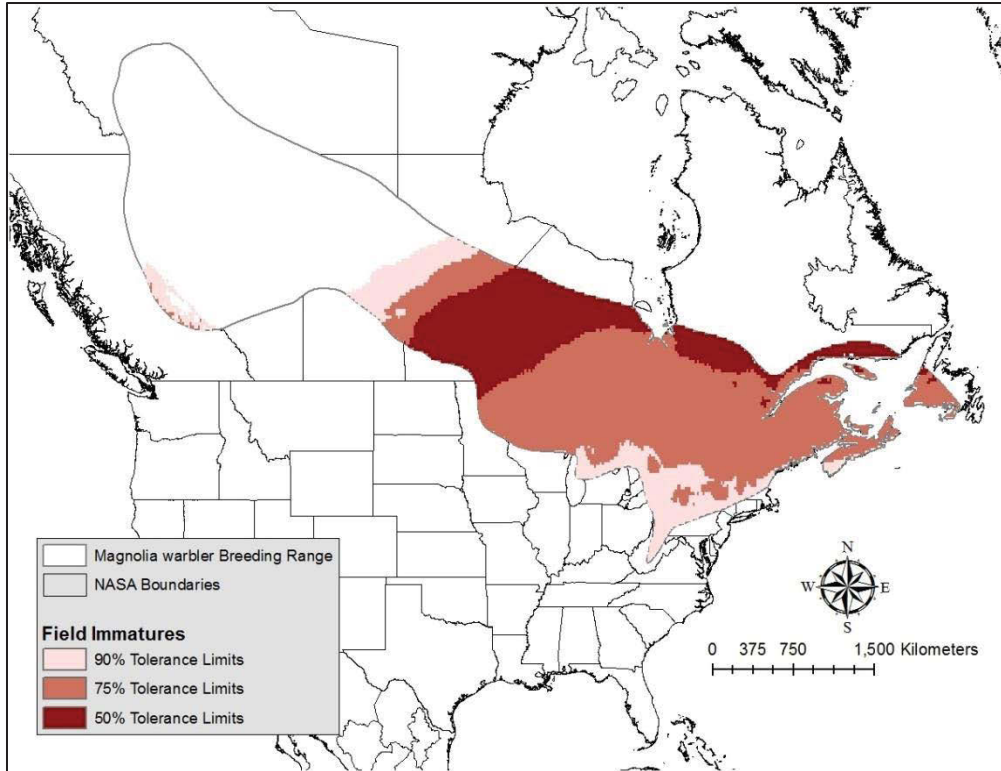 Magnolia warbler Breeding Range
NASA Boundaries
Field Immatures
90% Tolerance Limits
75% Tolerance Limits
50% Tolerance Limits
N
W E
S
0 375 750 1,500 Kilometers